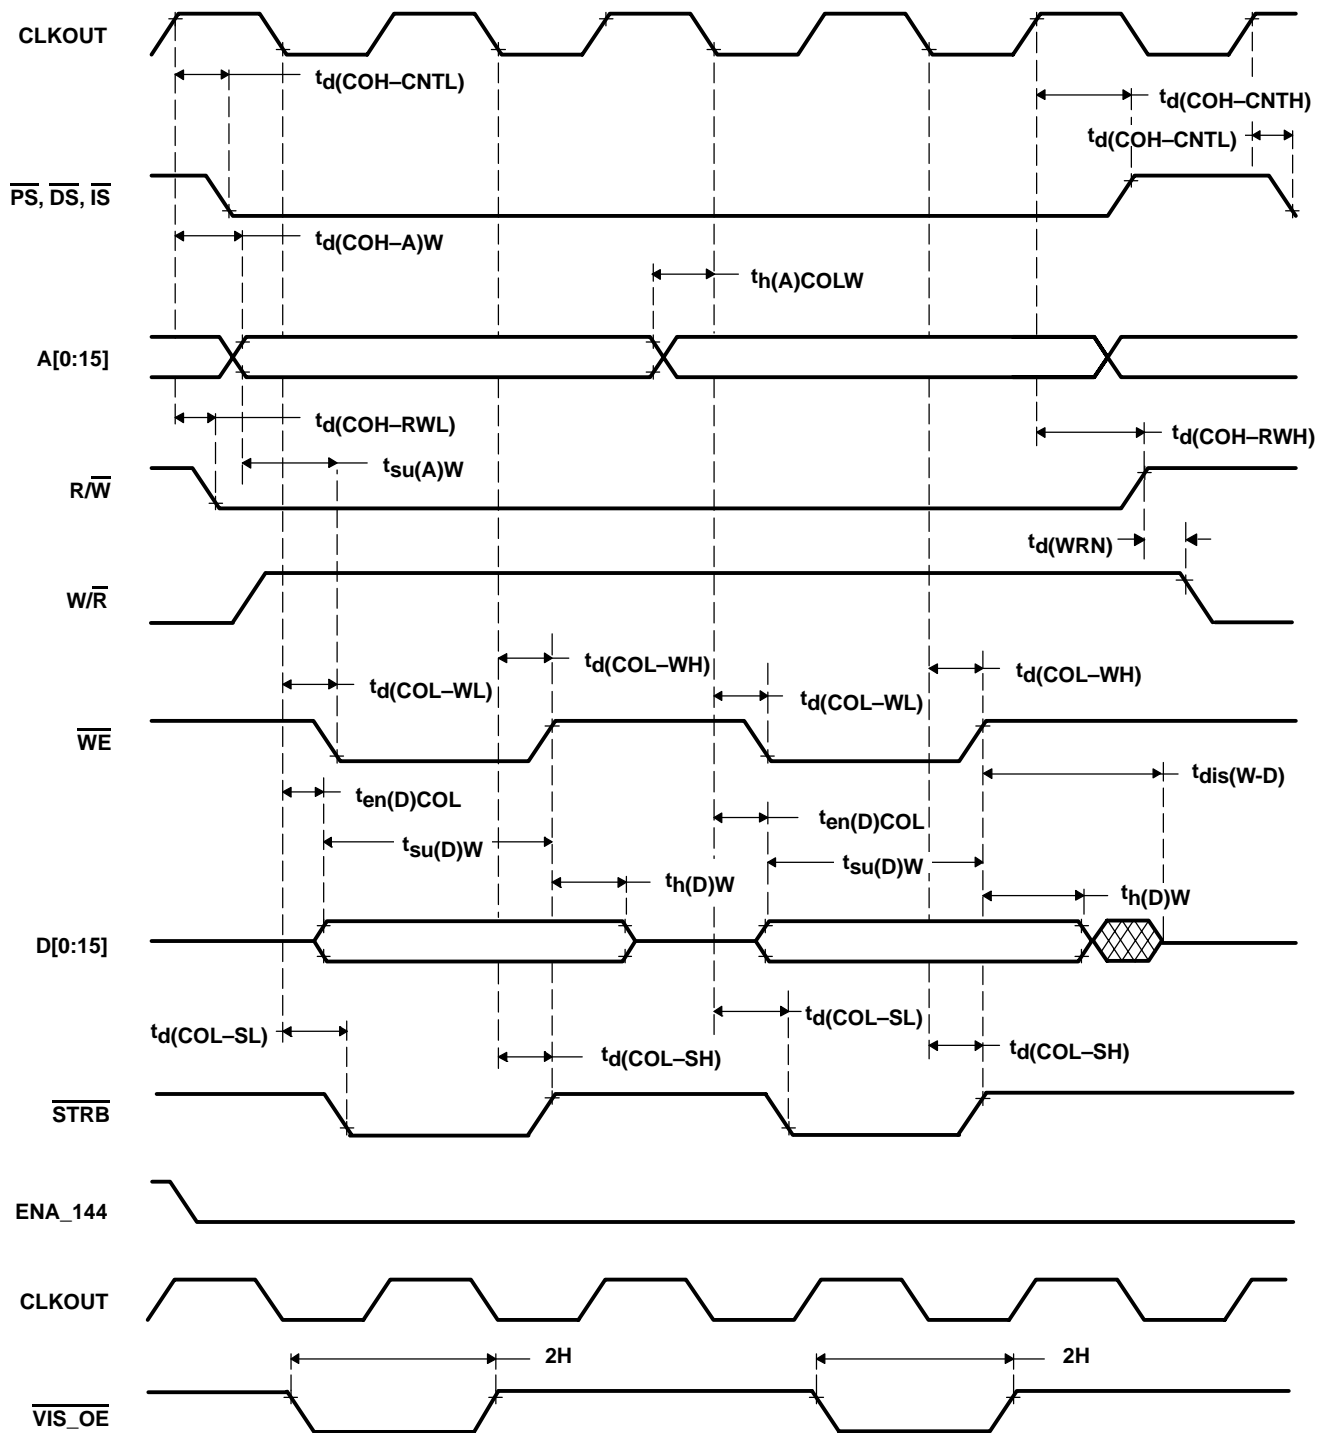 CLKOUT
td(COH–CNTL)
td(COH–CNTH)
td(COH–CNTL)
PS, DS, IS
td(COH–A)W
th(A)COLW
A[0:15]
td(COH–RWL)
td(COH–RWH)
tsu(A)W
R/W
td(WRN)
W/R
td(COL–WH)
td(COL–WH)
td(COL–WL)
td(COL–WL)
WE
tdis(W-D)
ten(D)COL
ten(D)COL
tsu(D)W
tsu(D)W
th(D)W
th(D)W
D[0:15]
td(COL–SL)
td(COL–SL)
td(COL–SH)
td(COL–SH)
STRB
ENA_144
CLKOUT
2H
2H
VIS_OE